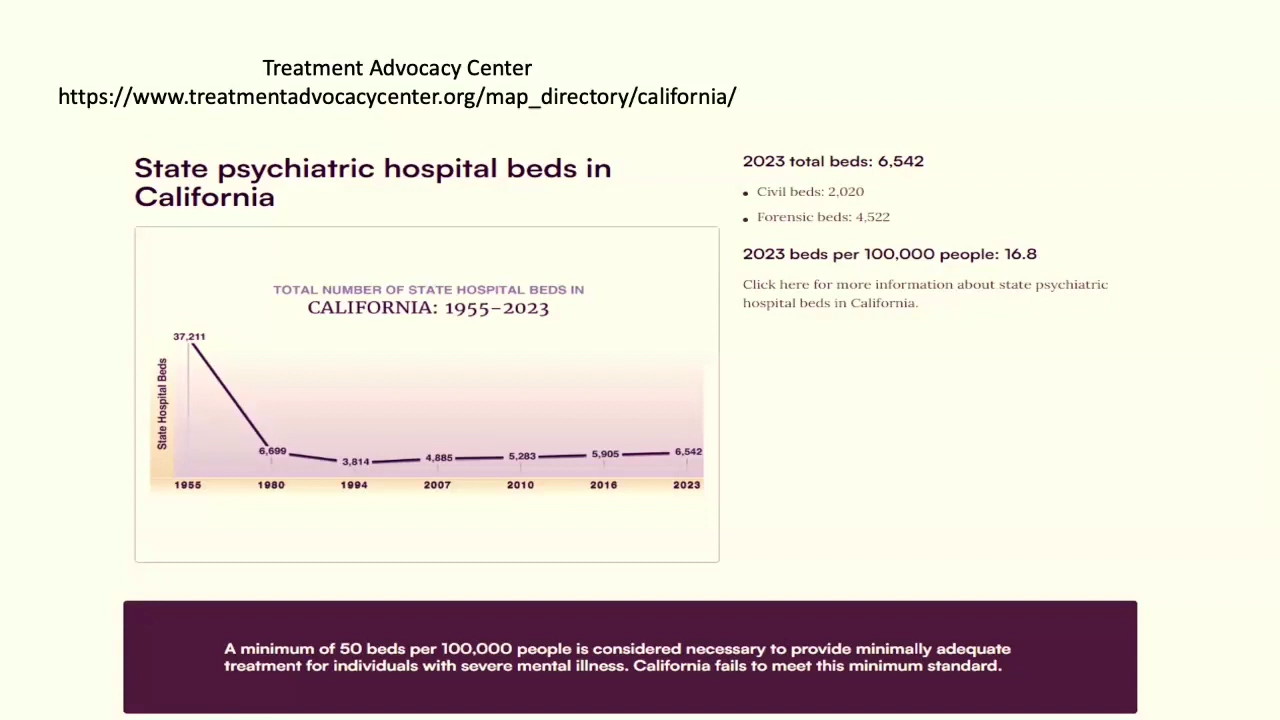 Treatment Advocacy Center
https://www.treatmentadvocacycenter.org/map_directory/california/
State psychiatric hospital beds in
California
TOTAL NUMBER OF STATE HOSPITAL BEDS IN
CALIFORNIA: 1955–2023
State Hospital Beds
37,211
6,699
3,814
4,885
5,283
5,905
6,542
1955
1980
1994
2007
2010
2016
2023
2023 total beds: 6,542
• Civil beds: 2,020
• Forensic beds: 4,522
2023 beds per 100,000 people: 16.8
Click here for more information about state psychiatric
hospital beds in California.
A minimum of 50 beds per 100,000 people is considered necessary to provide minimally adequate
treatment for individuals with severe mental illness. California fails to meet this minimum standard.